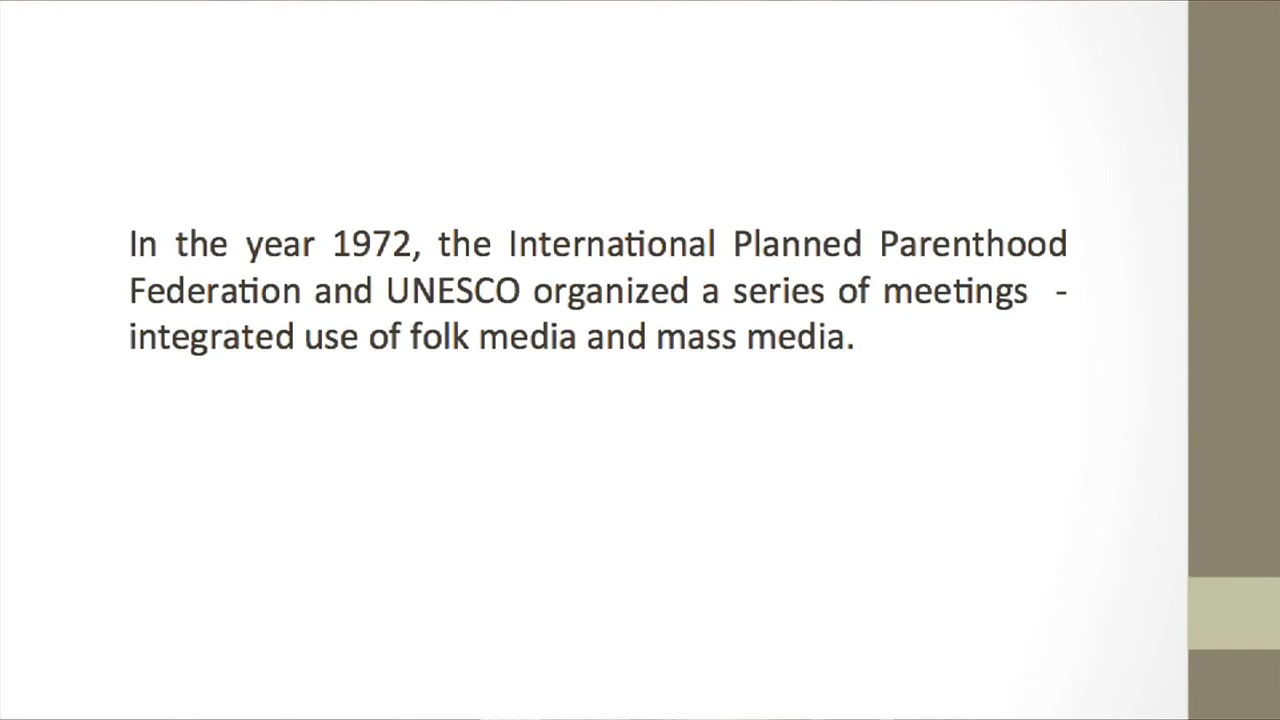 In the year 1972, the International Planned Parenthood
Federation and UNESCO organized a series of meetings -
integrated use of folk media and mass media.